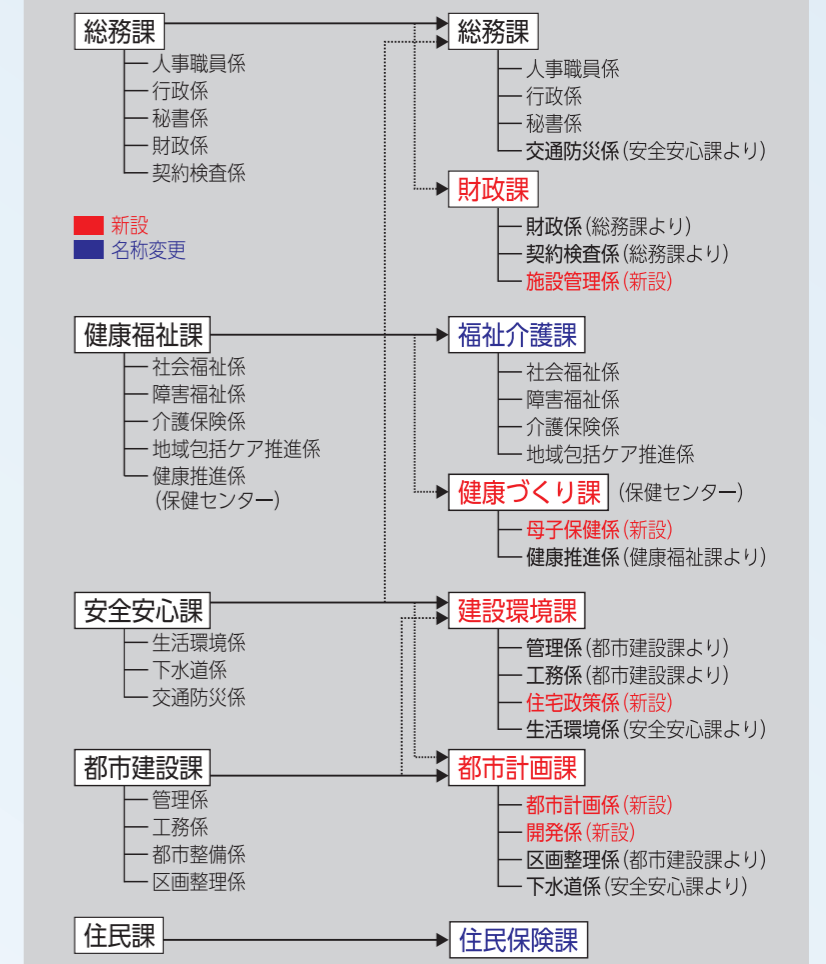 総務課
人事職員係
行政係
秘書係
財政係
契約検査係
新設
名称変更
健康福祉課
社会福祉係
障害福祉係
介護保険係
地域包括ケア推進係
健康推進係
(保健センター)
安全安心課
生活環境係
下水道係
交通防災係
都市建設課
管理係
工務係
都市整備係
区画整理係
住民課
総務課
人事職員係
行政係
秘書係
交通防災係(安全安心課より)
財政課
財政係(総務課より)
契約検査係(総務課より)
施設管理係(新設)
福祉介護課
社会福祉係
障害福祉係
介護保険係
地域包括ケア推進係
健康づくり課 (保健センター)
母子保健係(新設)
健康推進係(健康福祉課より)
建設環境課
管理係(都市建設課より)
工務係(都市建設課より)
住宅政策係(新設)
生活環境係(安全安心課より)
都市計画課
都市計画係(新設)
開発係(新設)
区画整理係(都市建設課より)
下水道係(安全安心課より)
住民保険課